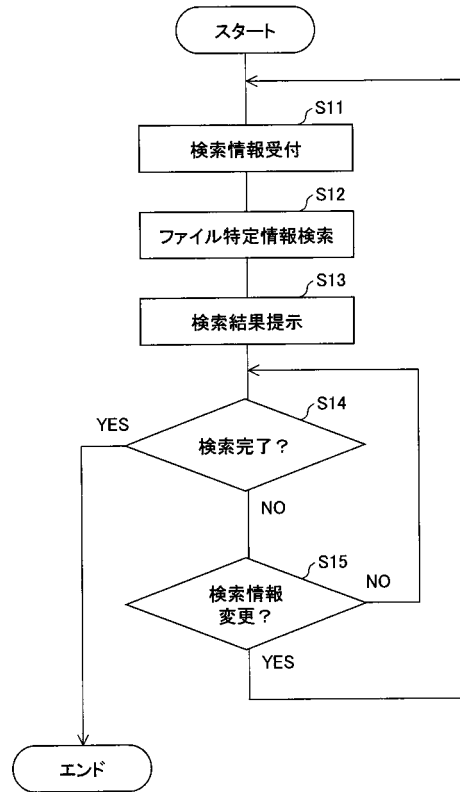 スタート
S11
検索情報受付
S12
ファイル特定情報検索
S13
検索結果提示
S14
YES
検索完了?
NO
S15
検索情報
変更?
NO
YES
エンド